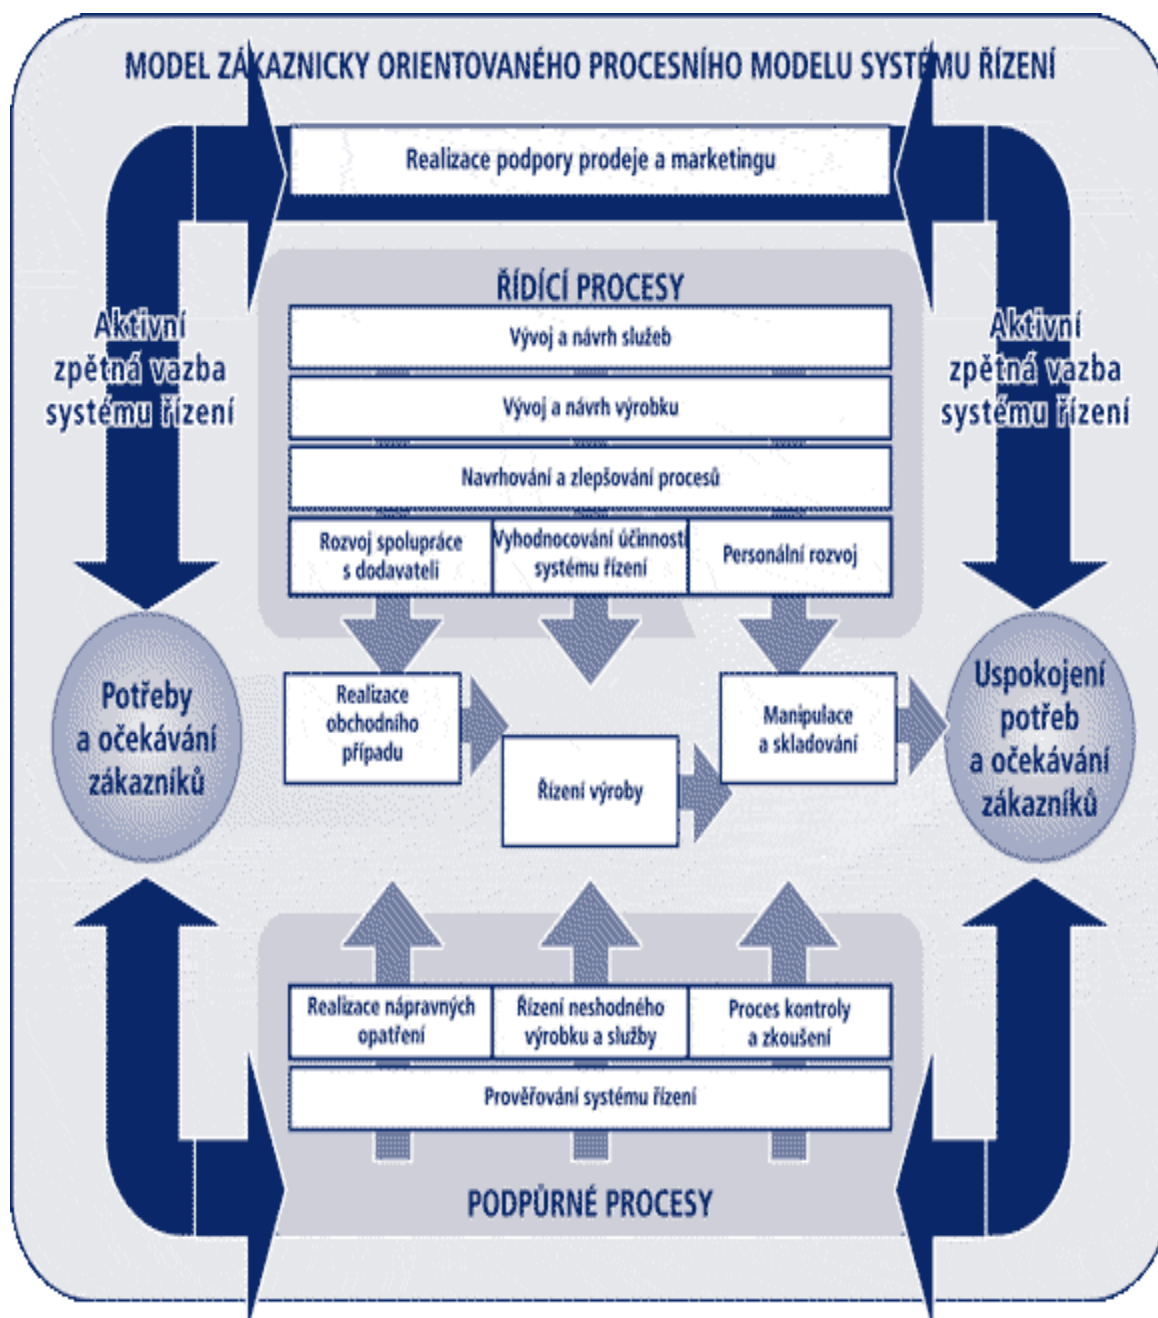 MODEL ZÁKAZNICKY ORIENTOVANÉHO PROCESNÍHO MODELU SYSTÉMU ŘÍZENÍ
Realizace podpory prodeje a marketingu
Aktivní
zpětná vazba
systému řízení
ŘÍDÍCÍ PROCESY
Vývoj a návrh služeb
Vývoj a návrh výrobku
Navrhování a zlepšování procesů
Rozvoj spolupráce
s dodavateli
Vyhodnocování účinnosti
systému řízení
Personální rozvoj
Aktivní
zpětná vazba
systému řízení
Potřeby
a očekávání
zákazníků
Realizace
obchodního
případu
Řízení výroby
Manipulace
a skladování
Uspokojení
potřeb
a očekávání
zákazníků
Realizace nápravných
opatření
Řízení neshodného
výrobku a služby
Proces kontroly
a zkoušení
Prověřování systému řízení
PODPŮRNÉ PROCESY